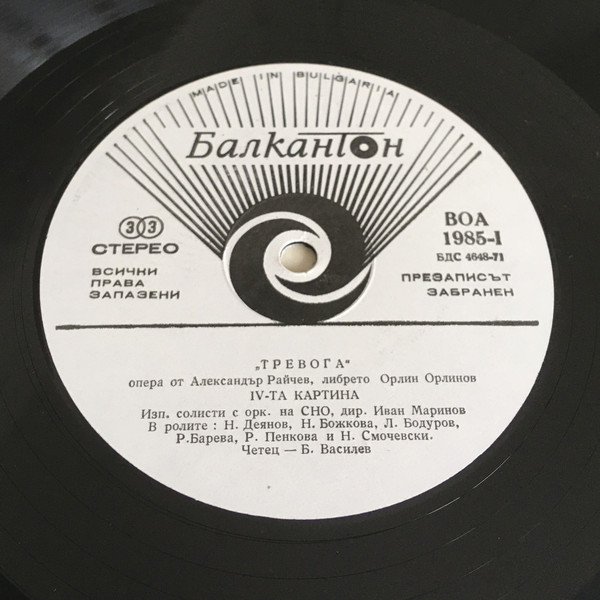 MADE IN BULGARIA
Балкантон
33
СТЕРЕО
ВСИЧКИ
ПРАВА
ЗАПАЗЕНИ
ВОА
1985-I
БДС 4648-71
ПРЕЗАПИСЪТ
ЗАБРАНЕН
„ТРЕВОГА“
опера от Александър Райчев, либрето Орлин Орлинов
IV-ТА КАРТИНА
Изп. солисти с орк. на СНО, дир. Иван Маринов
В ролите : Н. Деянов, Н. Божкова, Л. Бодуров,
Р.Барева, Р. Пенкова и Н. Смочевски.
Четец — Б. Василев